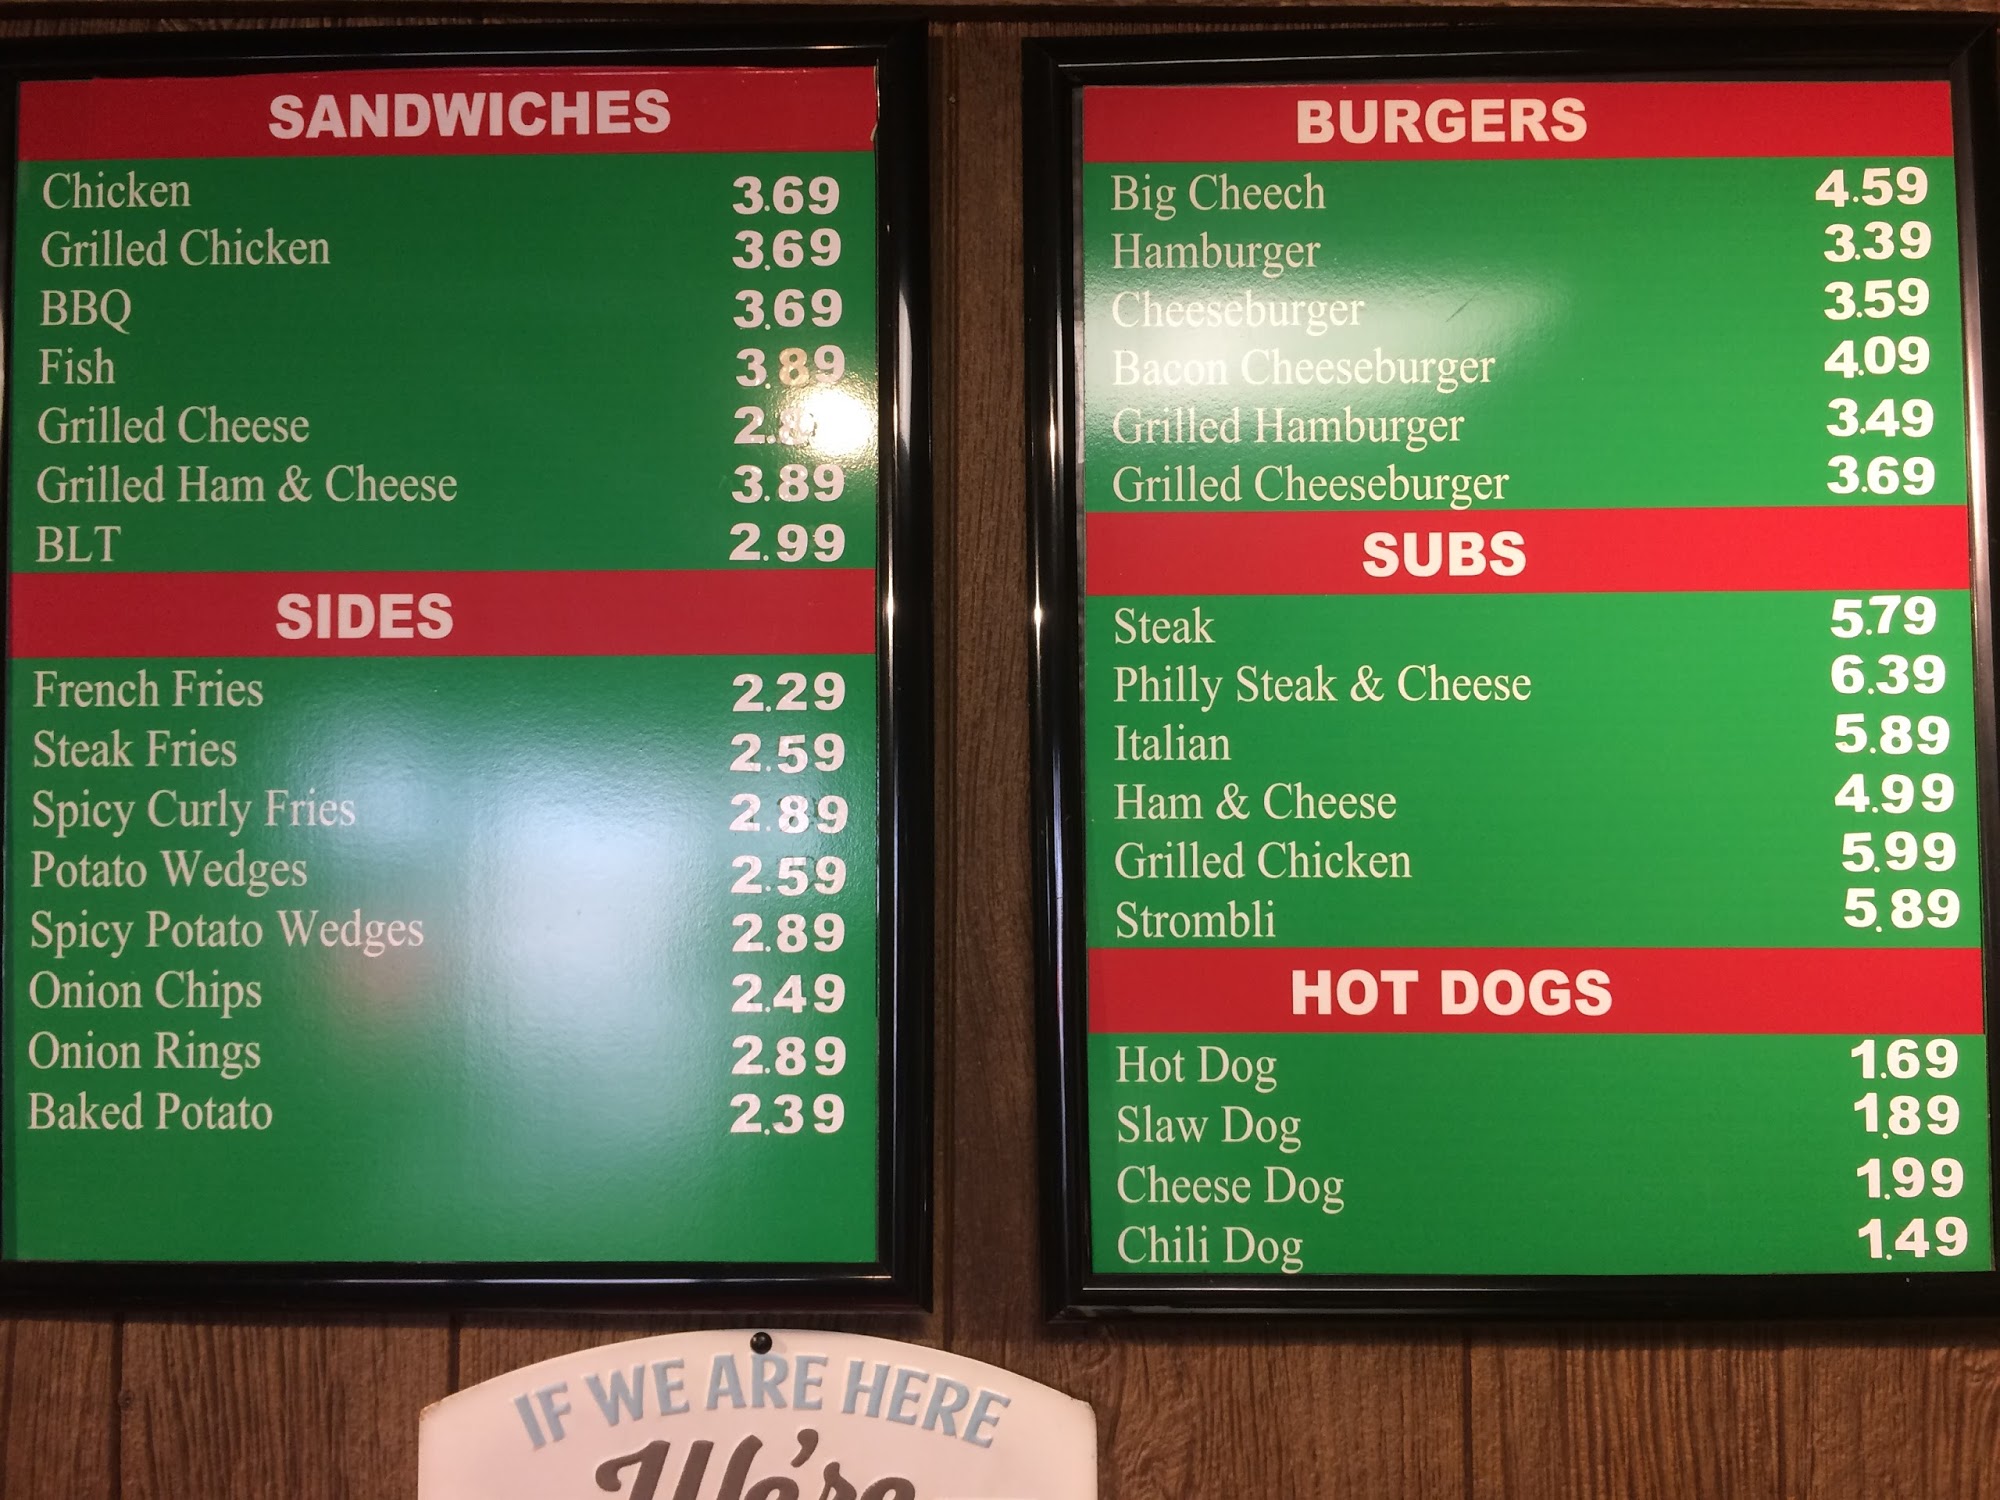 SANDWICHES
Chicken 3.69
Grilled Chicken 3.69
BBQ 3.69
Fish 3.89
Grilled Cheese
Grilled Ham & Cheese 3.89
BLT 2.99
SIDES
French Fries 2.29
Steak Fries 2.59
Spicy Curly Fries 2.89
Potato Wedges 2.59
Spicy Potato Wedges 2.89
Onion Chips 2.49
Onion Rings 2.89
Baked Potato 2.39
BURGERS
Big Cheech 4.59
Hamburger 3.39
Cheeseburger 3.59
Bacon Cheeseburger 4.09
Grilled Hamburger 3.49
Grilled Cheeseburger 3.69
SUBS
Steak 5.79
Philly Steak & Cheese 6.39
Italian 5.89
Ham & Cheese 4.99
Grilled Chicken 5.99
Strombli 5.89
HOT DOGS
Hot Dog 1.69
Slaw Dog 1.89
Cheese Dog 1.99
Chili Dog 1.49
IF WE ARE HERE
We're